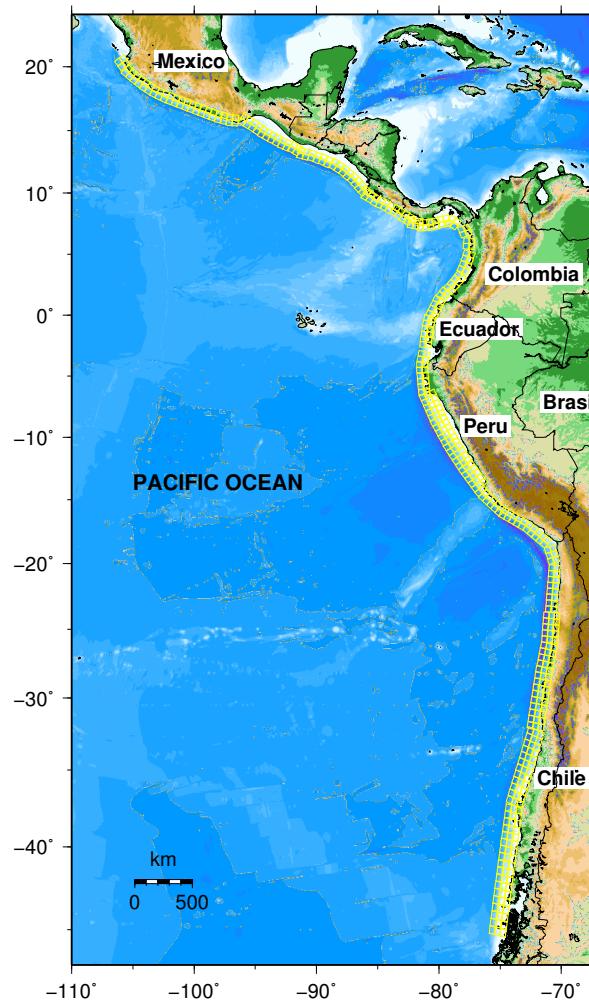 20°
Mexico
10°
Colombia
0°
Ecuador
Brasi
−10°
Peru
PACIFIC OCEAN
−20°
−30°
Chile
−40°
km
0 500
−110° −100° −90° −80° −70°